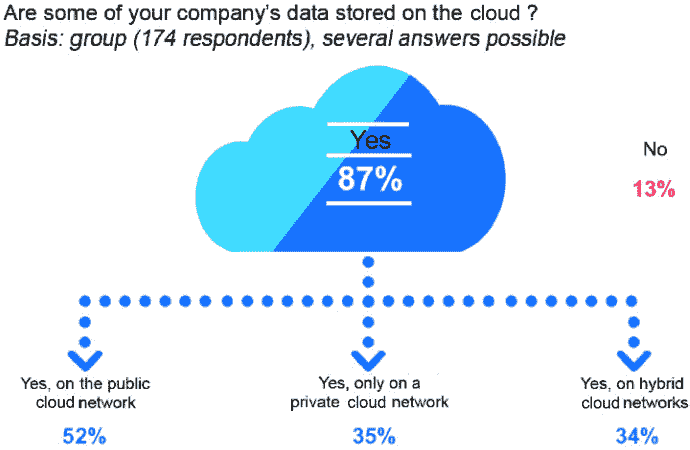 Are some of your company's data stored on the cloud ?
Basis: group (174 respondents), several answers possible
Yes
87%
No
13%
Yes, on the public
cloud network
52%
Yes, only on a
private cloud network
35%
Yes, on hybrid
cloud networks
34%